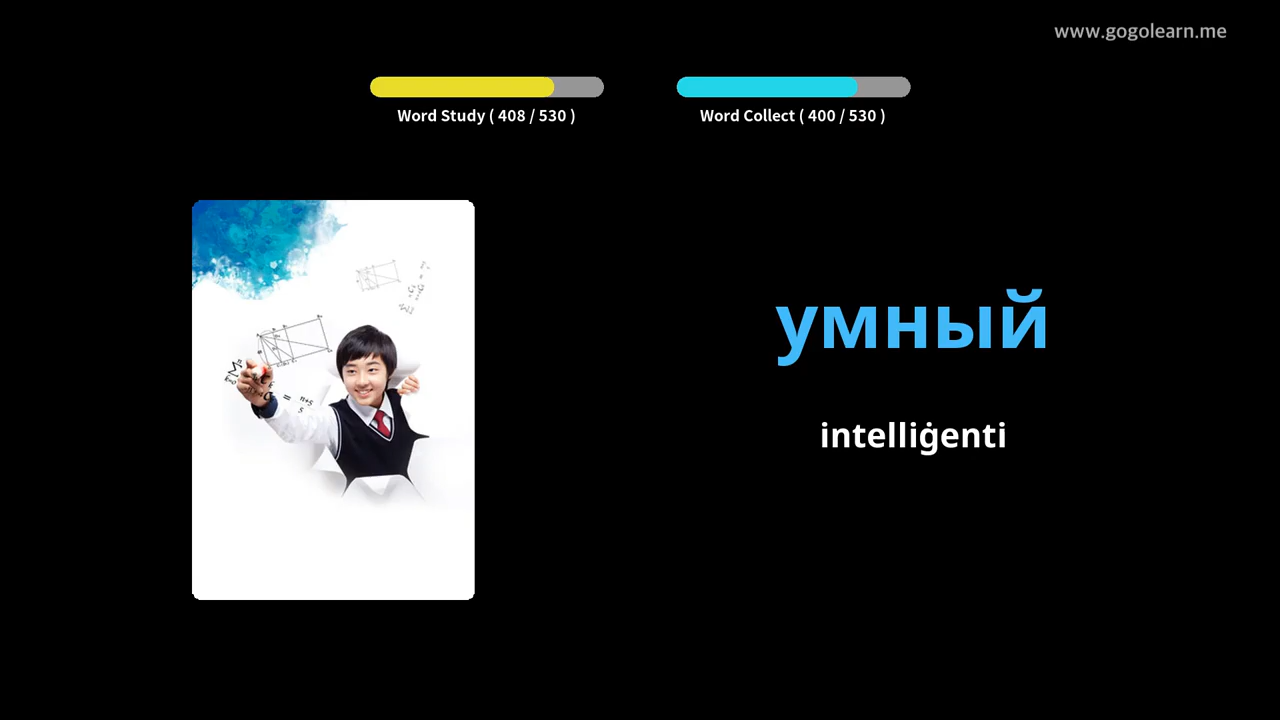 www.gogolearn.me
Word Study ( 408 / 530 )
Word Collect ( 400 / 530 )
умный
intelliġenti